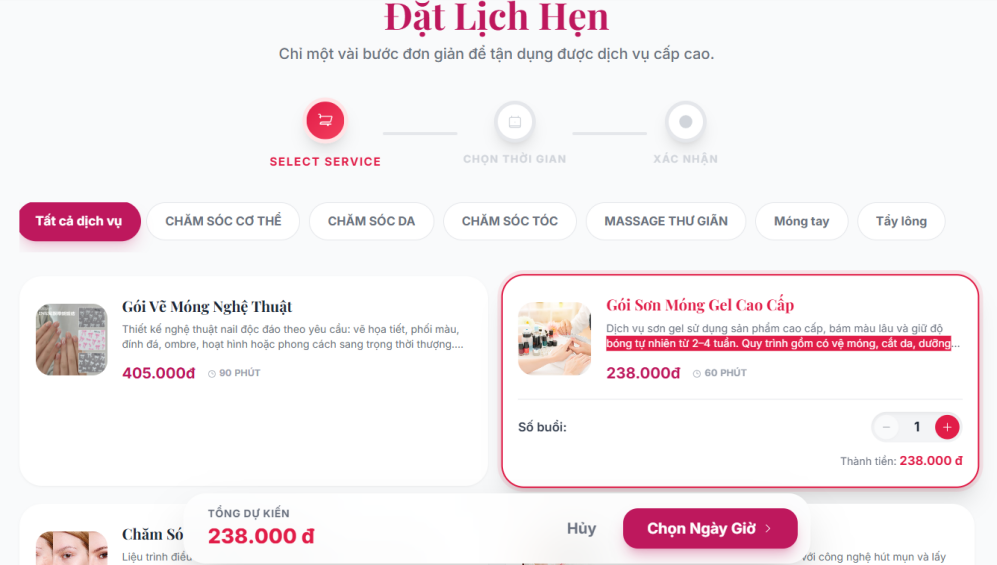 Đặt Lịch Hẹn
Chỉ một vài bước đơn giản để tận dụng được dịch vụ cấp cao.
SELECT SERVICE
CHỌN THỜI GIAN
XÁC NHẬN
Tất cả dịch vụ
CHĂM SÓC CƠ THỂ
CHĂM SÓC DA
CHĂM SÓC TÓC
MASSAGE THƯ GIÃN
Móng tay
Tẩy lông
Gói Vẽ Móng Nghệ Thuật
Thiết kế nghệ thuật nail độc đáo theo yêu cầu: vẽ họa tiết, phối màu,
đính đá, ombre, hoạt hình hoặc phong cách sang trọng thời thượng....
405.000đ
90 PHÚT
Gói Sơn Móng Gel Cao Cấp
Dịch vụ sơn gel sử dụng sản phẩm cao cấp, bám màu lâu và giữ độ
bóng tự nhiên từ 2–4 tuần. Quy trình gồm có vệ móng, cắt da, dưỡng...
238.000đ
60 PHÚT
Số buổi:
− 1 +
Thành tiền: 238.000 đ
TỔNG DỰ KIẾN
238.000 đ
Hủy
Chọn Ngày Giờ
Chăm Só
Liệu trình điều
với công nghệ hút mụn và lấy